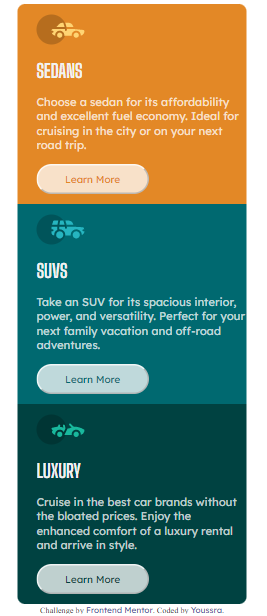 SEDANS
Choose a sedan for its affordability
and excellent fuel economy. Ideal for
cruising in the city or on your next
road trip.
Learn More
SUVS
Take an SUV for its spacious interior,
power, and versatility. Perfect for your
next family vacation and off-road
adventures.
Learn More
LUXURY
Cruise in the best car brands without
the bloated prices. Enjoy the
enhanced comfort of a luxury rental
and arrive in style.
Learn More
Challenge by Frontend Mentor. Coded by Youssra.